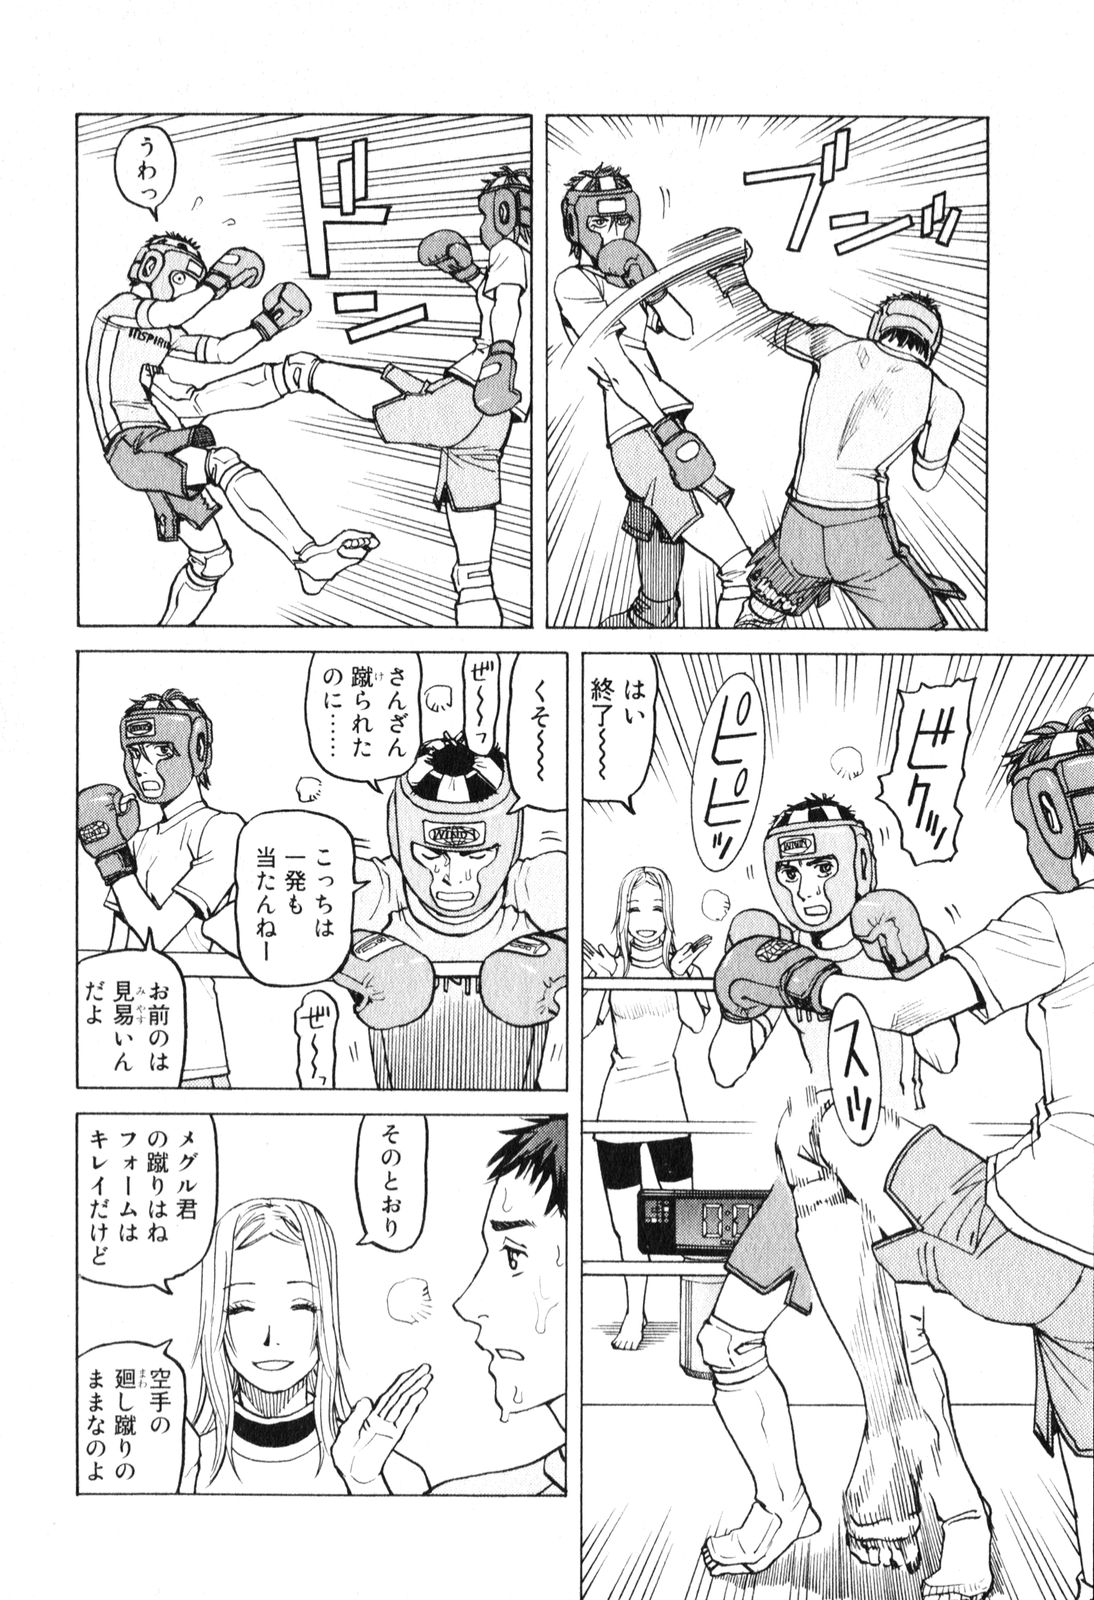 ブンッ
ドン
うわっ
INSPIRIT
ビクッ
ピピピピッ
はい
終了～～
WINDY
スッ
くそ～～
ぜ～～っ
さんざん
蹴られた
のに……
WINDY
こっちは
一発も
当たんねー
ぜ～～っ
お前のは
見易いん
だよ
そのとおり
メグル君
の蹴りはね
フォームは
キレイだけど
空手の
廻し蹴りの
ままなのよ